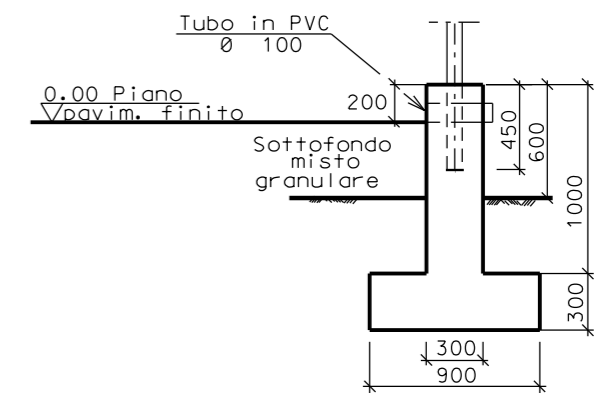 Tubo in PVC
Ø 100
0.00 Piano
pavim. finito
200
450
600
1000
Sottofondo
misto
granulare
300
300
900